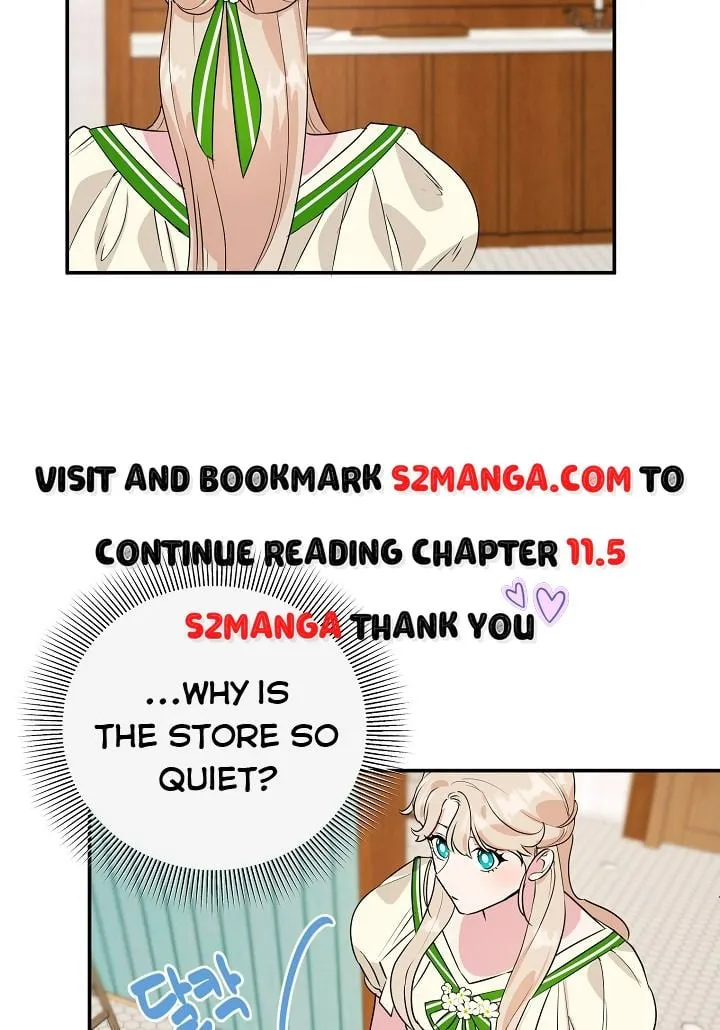 VISIT AND BOOKMARK S2MANGA.COM TO
CONTINUE READING CHAPTER 11.5
S2MANGA THANK YOU
...WHY IS
THE STORE SO
QUIET?
달칵